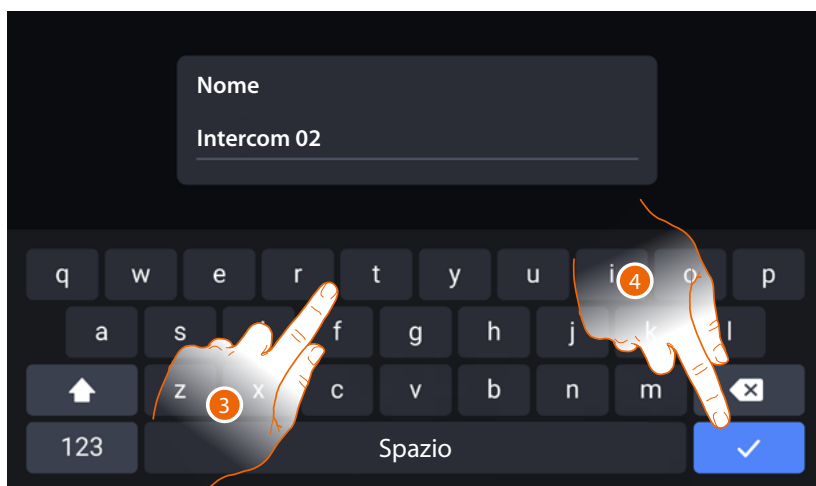 Nome
Intercom 02
q w e r t y u i o p
a s f g h j k l
z x c v b n m
123 Spazio
3
4